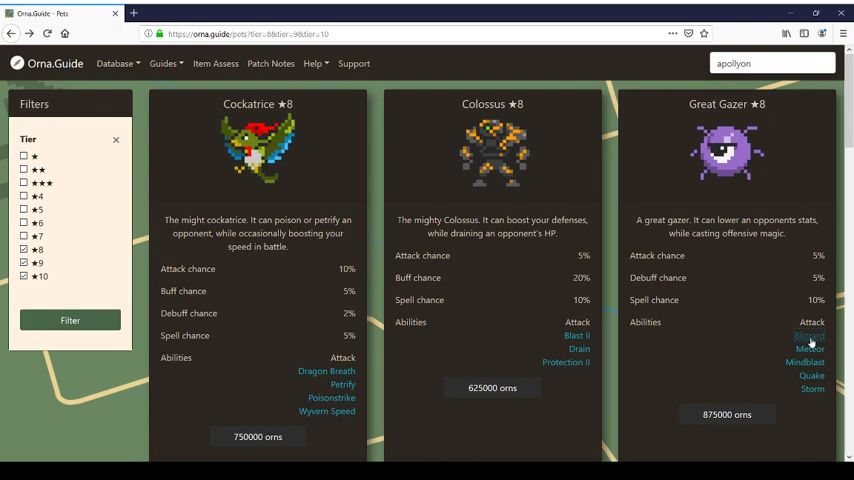 Orna.Guide - Pets
https://orna.guide/pets?tier=8&tier=9&tier=10
Orna.Guide Database Guides Item Assess Patch Notes Help Support apollyon
Filters
Tier
★
★★
★★★
★4
★5
★6
★7
★8
★9
★10
Filter
Cockatrice ★8
The might cockatrice. It can poison or petrify an
opponent, while occasionally boosting your
speed in battle.
Attack chance 10%
Buff chance 5%
Debuff chance 2%
Spell chance 5%
Abilities Attack
Dragon Breath
Petrify
Poisonstrike
Wyvern Speed
750000 orns
Colossus ★8
The mighty Colossus. It can boost your defenses,
while draining an opponent's HP.
Attack chance 5%
Buff chance 20%
Spell chance 10%
Abilities Attack
Blast II
Drain
Protection II
625000 orns
Great Gazer ★8
A great gazer. It can lower an opponents stats,
while casting offensive magic.
Attack chance 5%
Debuff chance 5%
Spell chance 10%
Abilities Attack
Blizzard
Meteor
Mindblast
Quake
Storm
875000 orns